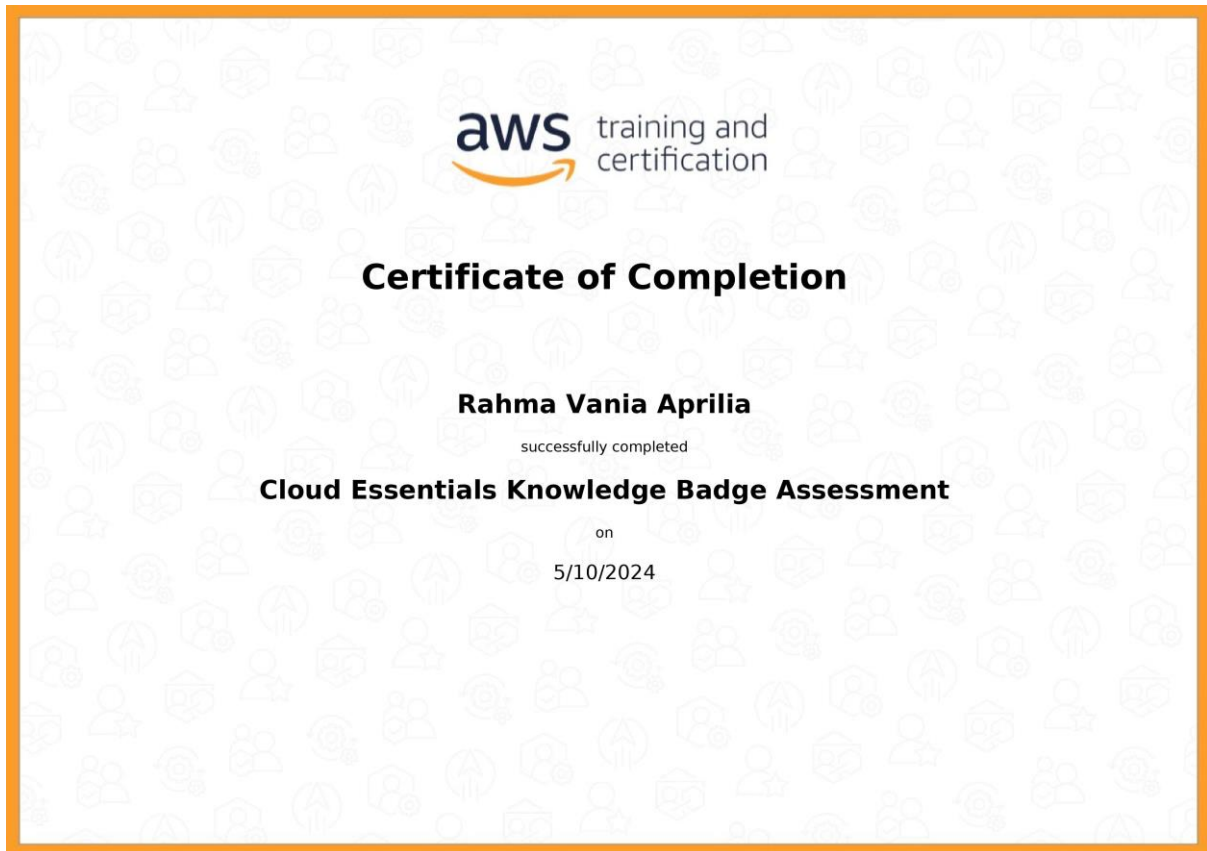 aws training and
certification
Certificate of Completion
Rahma Vania Aprilia
successfully completed
Cloud Essentials Knowledge Badge Assessment
on
5/10/2024